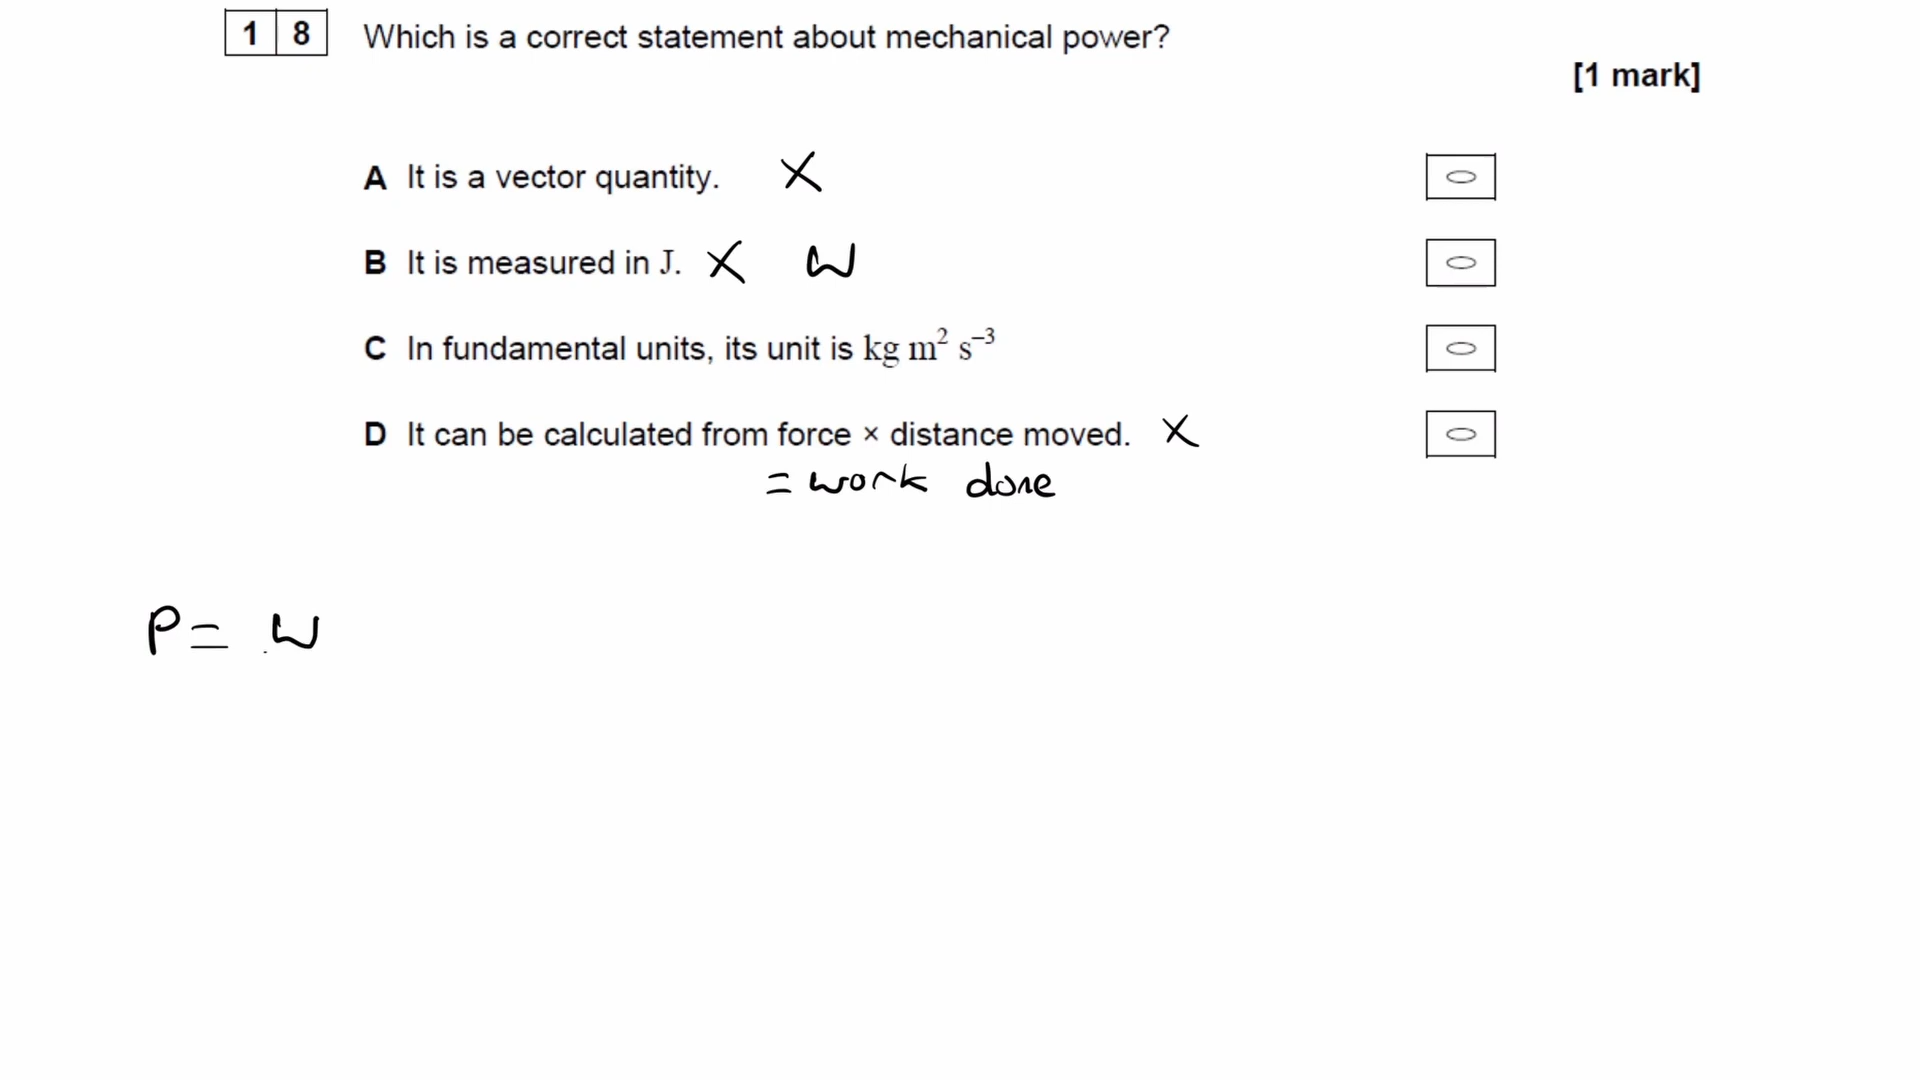 1 8 Which is a correct statement about mechanical power?
[1 mark]
A It is a vector quantity. X
B It is measured in J. X W
C In fundamental units, its unit is kg m² s⁻³
D It can be calculated from force × distance moved. X
= work done
P = W